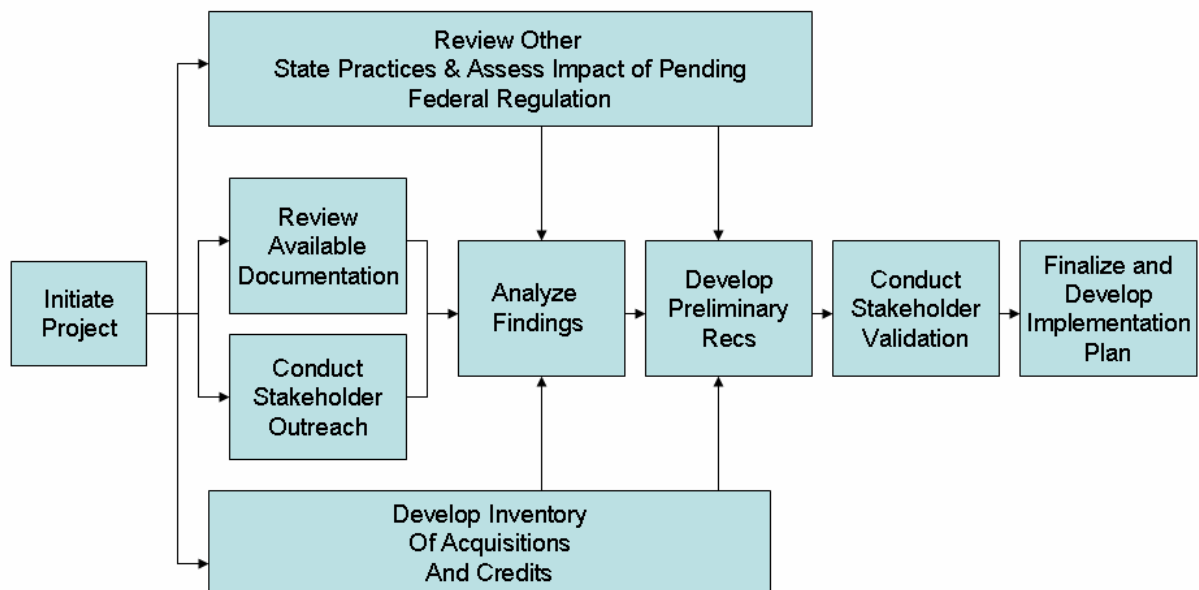 Review Other
State Practices & Assess Impact of Pending
Federal Regulation
Review
Available
Documentation
Initiate
Project
Conduct
Stakeholder
Outreach
Analyze
Findings
Develop
Preliminary
Recs
Conduct
Stakeholder
Validation
Finalize and
Develop
Implementation
Plan
Develop Inventory
Of Acquisitions
And Credits